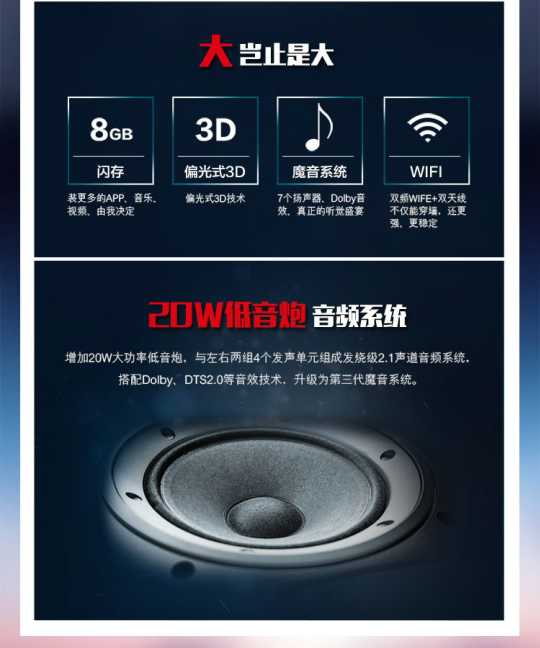 大 岂止是大
8GB
闪存
装更多的APP、音乐、
视频，由我决定
3D
偏光式3D
偏光式3D技术
魔音系统
7个扬声器、Dolby音
效，真正的听觉盛宴
WIFI
双频WIFE+双天线
不仅能穿墙，还更
强、更稳定
20W低音炮 音频系统
增加20W大功率低音炮，与左右两组4个发声单元组成发烧级2.1声道音频系统，
搭配Dolby、DTS2.0等音效技术，升级为第三代魔音系统。